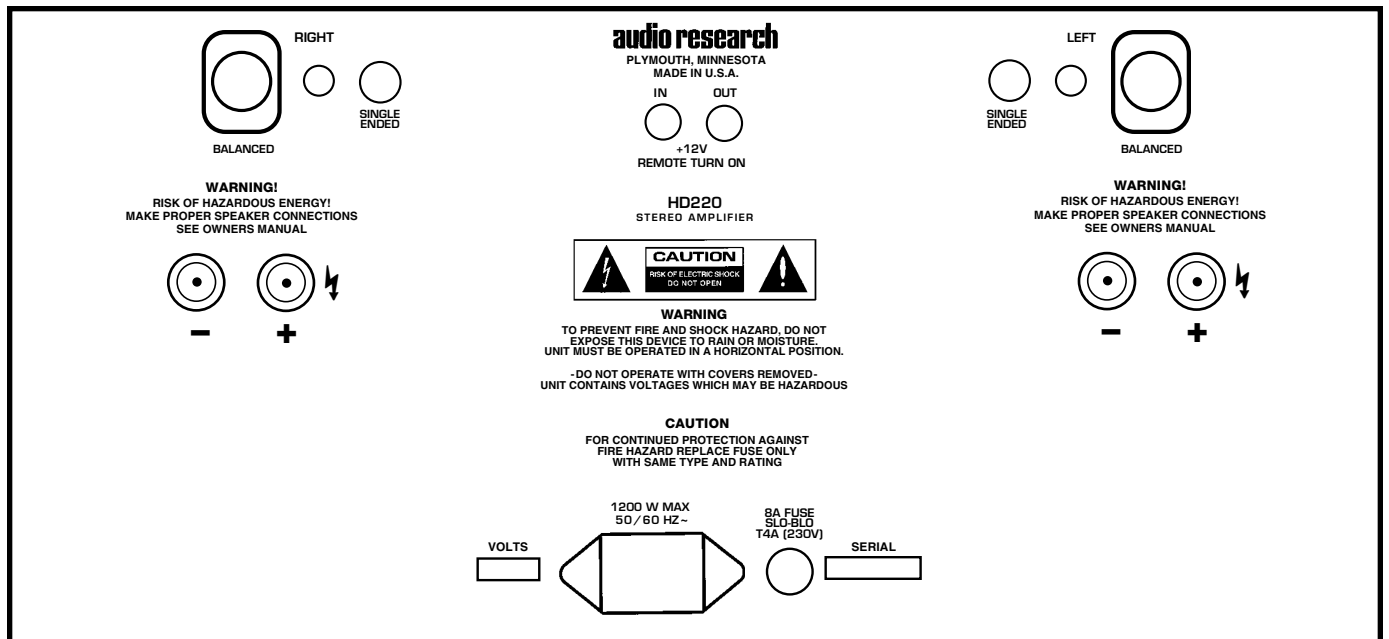 RIGHT
SINGLE
ENDED
BALANCED
WARNING!
RISK OF HAZARDOUS ENERGY!
MAKE PROPER SPEAKER CONNECTIONS
SEE OWNERS MANUAL
– +
audio research
PLYMOUTH, MINNESOTA
MADE IN U.S.A.
IN OUT
+12V
REMOTE TURN ON
HD220
STEREO AMPLIFIER
CAUTION
RISK OF ELECTRIC SHOCK
DO NOT OPEN
!
WARNING
TO PREVENT FIRE AND SHOCK HAZARD, DO NOT
EXPOSE THIS DEVICE TO RAIN OR MOISTURE.
UNIT MUST BE OPERATED IN A HORIZONTAL POSITION.
-DO NOT OPERATE WITH COVERS REMOVED-
UNIT CONTAINS VOLTAGES WHICH MAY BE HAZARDOUS
CAUTION
FOR CONTINUED PROTECTION AGAINST
FIRE HAZARD REPLACE FUSE ONLY
WITH SAME TYPE AND RATING
LEFT
SINGLE
ENDED
BALANCED
WARNING!
RISK OF HAZARDOUS ENERGY!
MAKE PROPER SPEAKER CONNECTIONS
SEE OWNERS MANUAL
– +
VOLTS
1200 W MAX
50/60 HZ~
8A FUSE
SLO-BLO
T4A (230V)
SERIAL